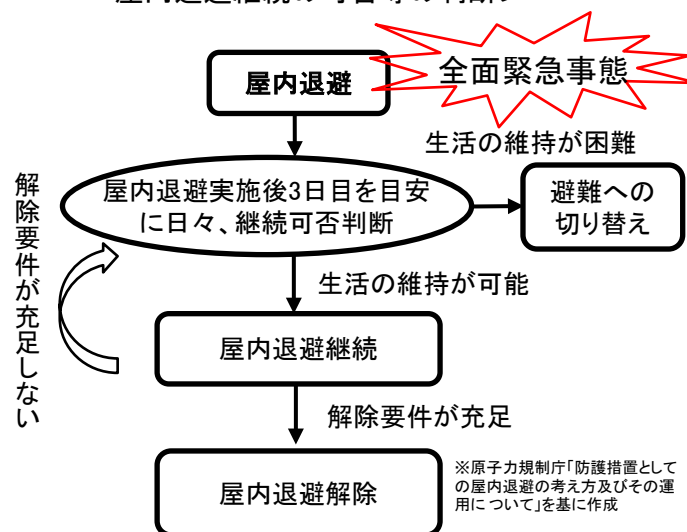 屋内退避
全面緊急事態
生活の維持が困難
屋内退避実施後3日目を目安
に日々、継続可否判断
避難への
切り替え
解除要件が充足しない
生活の維持が可能
屋内退避継続
解除要件が充足
屋内退避解除
※原子力規制庁「防護措置として
の屋内退避の考え方及びその運
用に ついて」を基に作成